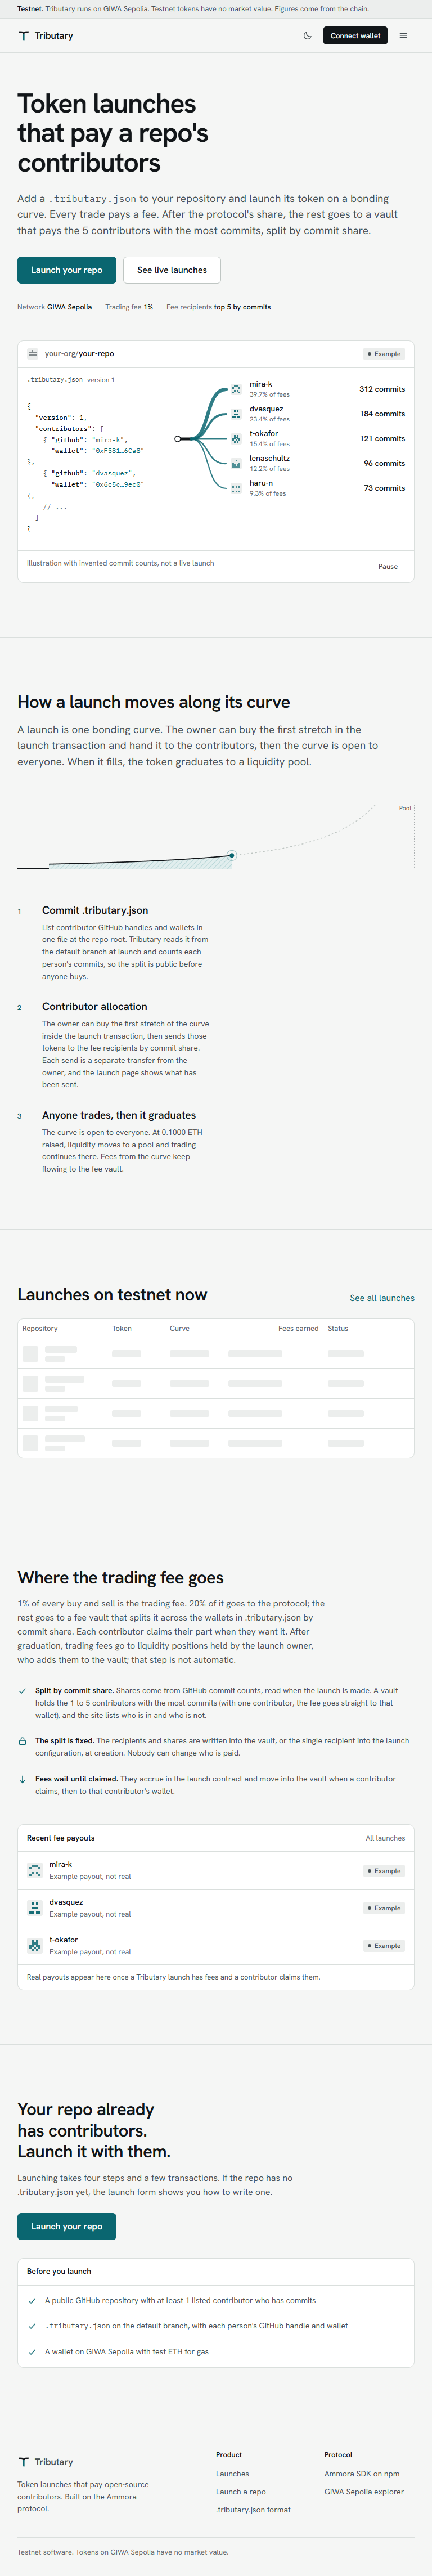 Testnet. Tributary runs on GIWA Sepolia. Testnet tokens have no market value. Figures come from the chain.
Tributary
Connect wallet
Token launches
that pay a repo's
contributors
Add a .tributary.json to your repository and launch its token on a bonding
curve. Every trade pays a fee. After the protocol's share, the rest goes to a vault
that pays the 5 contributors with the most commits, split by commit share.
Launch your repo
See live launches
Network GIWA Sepolia
Trading fee 1%
Fee recipients top 5 by commits
your-org/your-repo
Example
.tributary.json version 1
{
"version": 1,
"contributors": [
{ "github": "mira-k",
"wallet": "0xF581…6Ca8"
},
{ "github": "dvasquez",
"wallet": "0x6c5c…9ec0"
},
// ...
]
}
mira-k
39.7% of fees
312 commits
dvasquez
23.4% of fees
184 commits
t-okafor
15.4% of fees
121 commits
lenaschultz
12.2% of fees
96 commits
haru-n
9.3% of fees
73 commits
Illustration with invented commit counts, not a live launch
Pause
How a launch moves along its curve
A launch is one bonding curve. The owner can buy the first stretch in the
launch transaction and hand it to the contributors, then the curve is open to
everyone. When it fills, the token graduates to a liquidity pool.
Pool
1
Commit .tributary.json
List contributor GitHub handles and wallets in
one file at the repo root. Tributary reads it from
the default branch at launch and counts each
person's commits, so the split is public before
anyone buys.
2
Contributor allocation
The owner can buy the first stretch of the curve
inside the launch transaction, then sends those
tokens to the fee recipients by commit share.
Each send is a separate transfer from the
owner, and the launch page shows what has
been sent.
3
Anyone trades, then it graduates
The curve is open to everyone. At 0.1000 ETH
raised, liquidity moves to a pool and trading
continues there. Fees from the curve keep
flowing to the fee vault.
Launches on testnet now
See all launches
Repository
Token
Curve
Fees earned
Status
Where the trading fee goes
1% of every buy and sell is the trading fee. 20% of it goes to the protocol; the
rest goes to a fee vault that splits it across the wallets in .tributary.json by
commit share. Each contributor claims their part when they want it. After
graduation, trading fees go to liquidity positions held by the launch owner,
who adds them to the vault; that step is not automatic.
Split by commit share. Shares come from GitHub commit counts, read when the launch is made. A vault
holds the 1 to 5 contributors with the most commits (with one contributor, the fee goes straight to that
wallet), and the site lists who is in and who is not.
The split is fixed. The recipients and shares are written into the vault, or the single recipient into the launch
configuration, at creation. Nobody can change who is paid.
Fees wait until claimed. They accrue in the launch contract and move into the vault when a contributor
claims, then to that contributor's wallet.
Recent fee payouts
All launches
mira-k
Example payout, not real
Example
dvasquez
Example payout, not real
Example
t-okafor
Example payout, not real
Example
Real payouts appear here once a Tributary launch has fees and a contributor claims them.
Your repo already
has contributors.
Launch it with them.
Launching takes four steps and a few transactions. If the repo has no
.tributary.json yet, the launch form shows you how to write one.
Launch your repo
Before you launch
A public GitHub repository with at least 1 listed contributor who has commits
.tributary.json on the default branch, with each person's GitHub handle and wallet
A wallet on GIWA Sepolia with test ETH for gas
Tributary
Token launches that pay open-source
contributors. Built on the Ammora
protocol.
Product
Launches
Launch a repo
.tributary.json format
Protocol
Ammora SDK on npm
GIWA Sepolia explorer
Testnet software. Tokens on GIWA Sepolia have no market value.